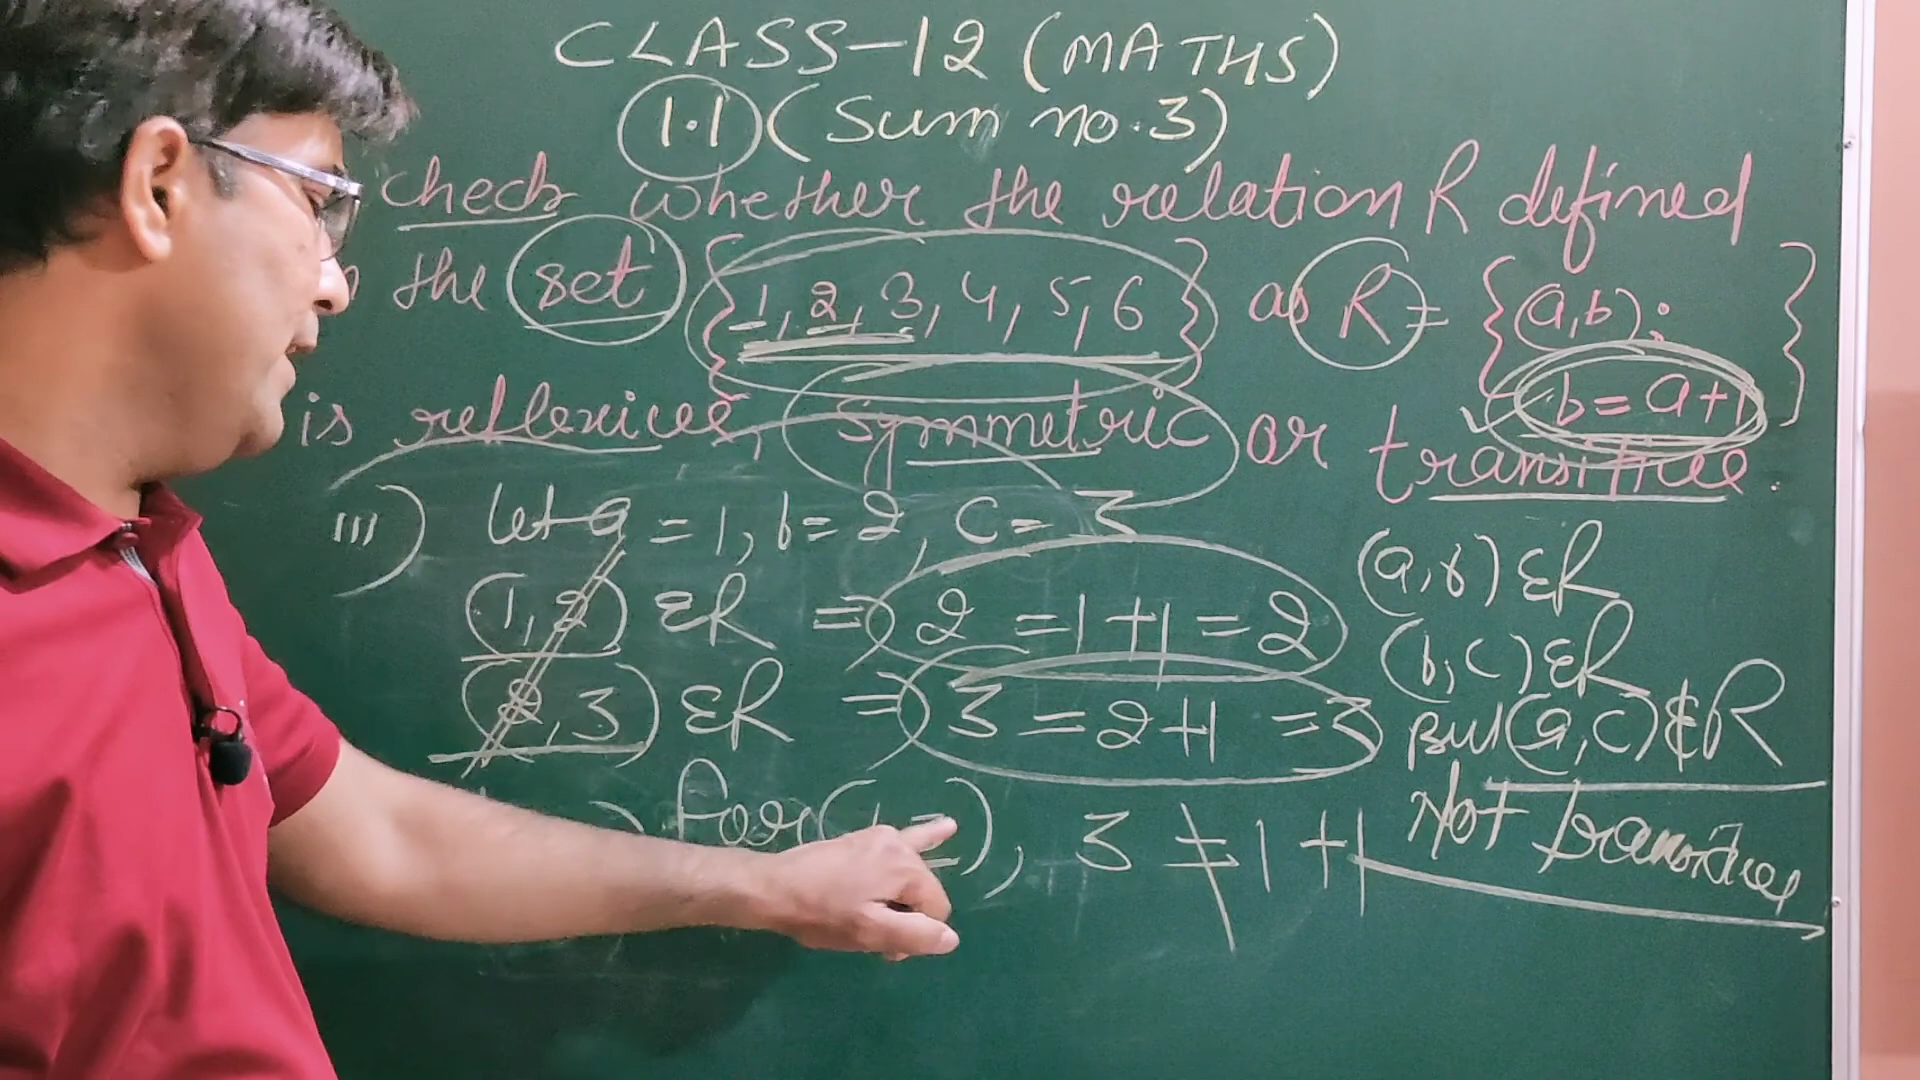 CLASS-12 (MATHS)
1.1 (Sum no. 3)
check whether the relation R defined
the set {1, 2, 3, 4, 5, 6} as R = {(a,b):
b = a+1}
is reflexive, symmetric or transitive.
III) let a = 1, b = 2, c = 3
(1,2) ∈ R ⇒ 2 = 1+1 = 2
(2,3) ∈ R ⇒ 3 = 2+1 = 3
for (1,3), 3 ≠ 1+1
(a,b) ∈ R
(b,c) ∈ R
But (a,c) ∉ R
Not transitive